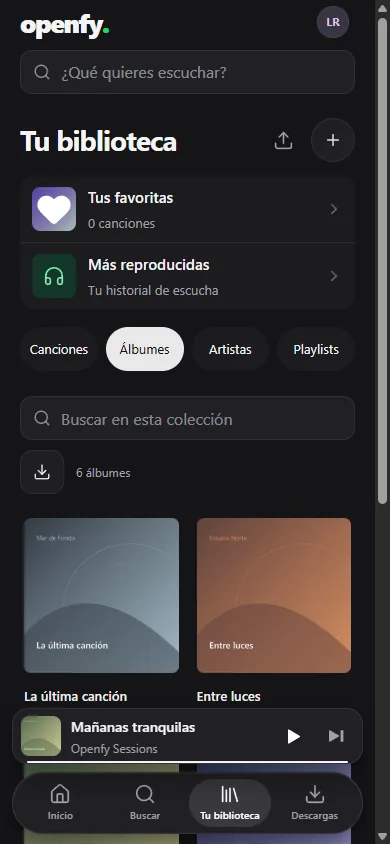 openfy.
LR
¿Qué quieres escuchar?
Tu biblioteca
Tus favoritas
0 canciones
Más reproducidas
Tu historial de escucha
Canciones
Álbumes
Artistas
Playlists
Buscar en esta colección
6 álbumes
Mar de Fondo
La última canción
Estudio Norte
Entre luces
La última canción
Entre luces
Mañanas tranquilas
Openfy Sessions
Inicio
Buscar
Tu biblioteca
Descargas